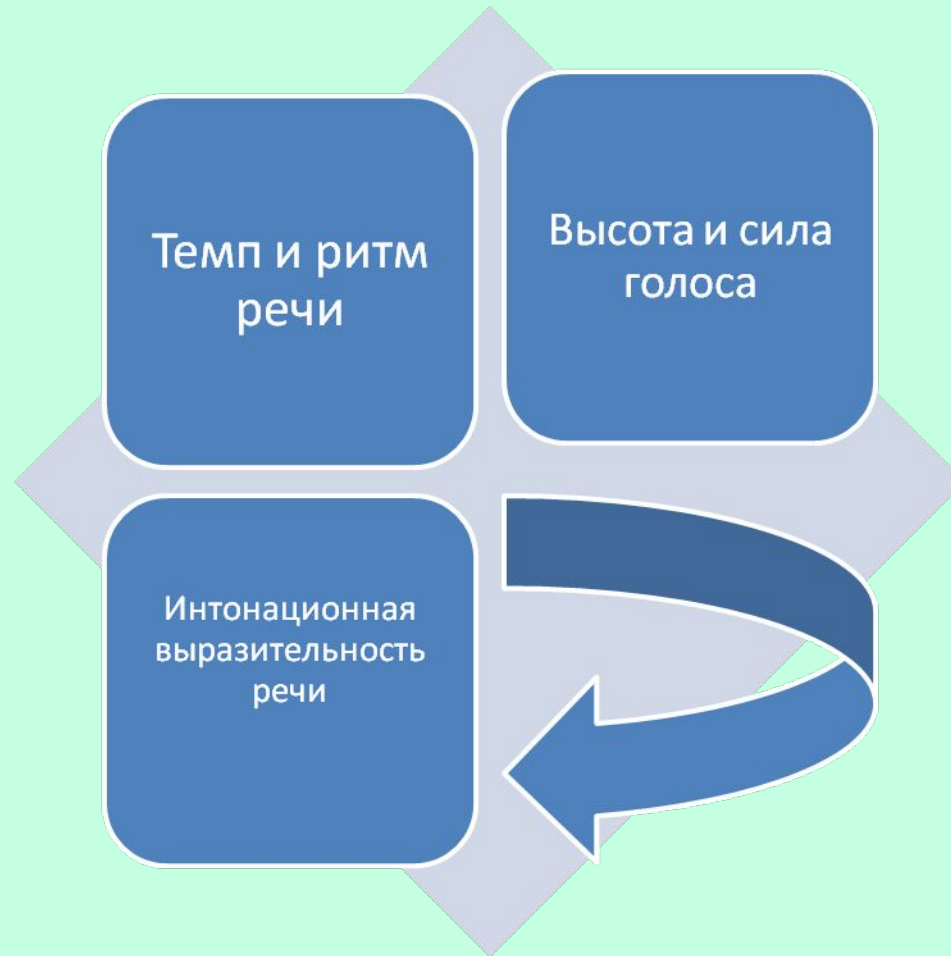 Темп и ритм
речи
Высота и сила
голоса
Интонационная
выразительность
речи